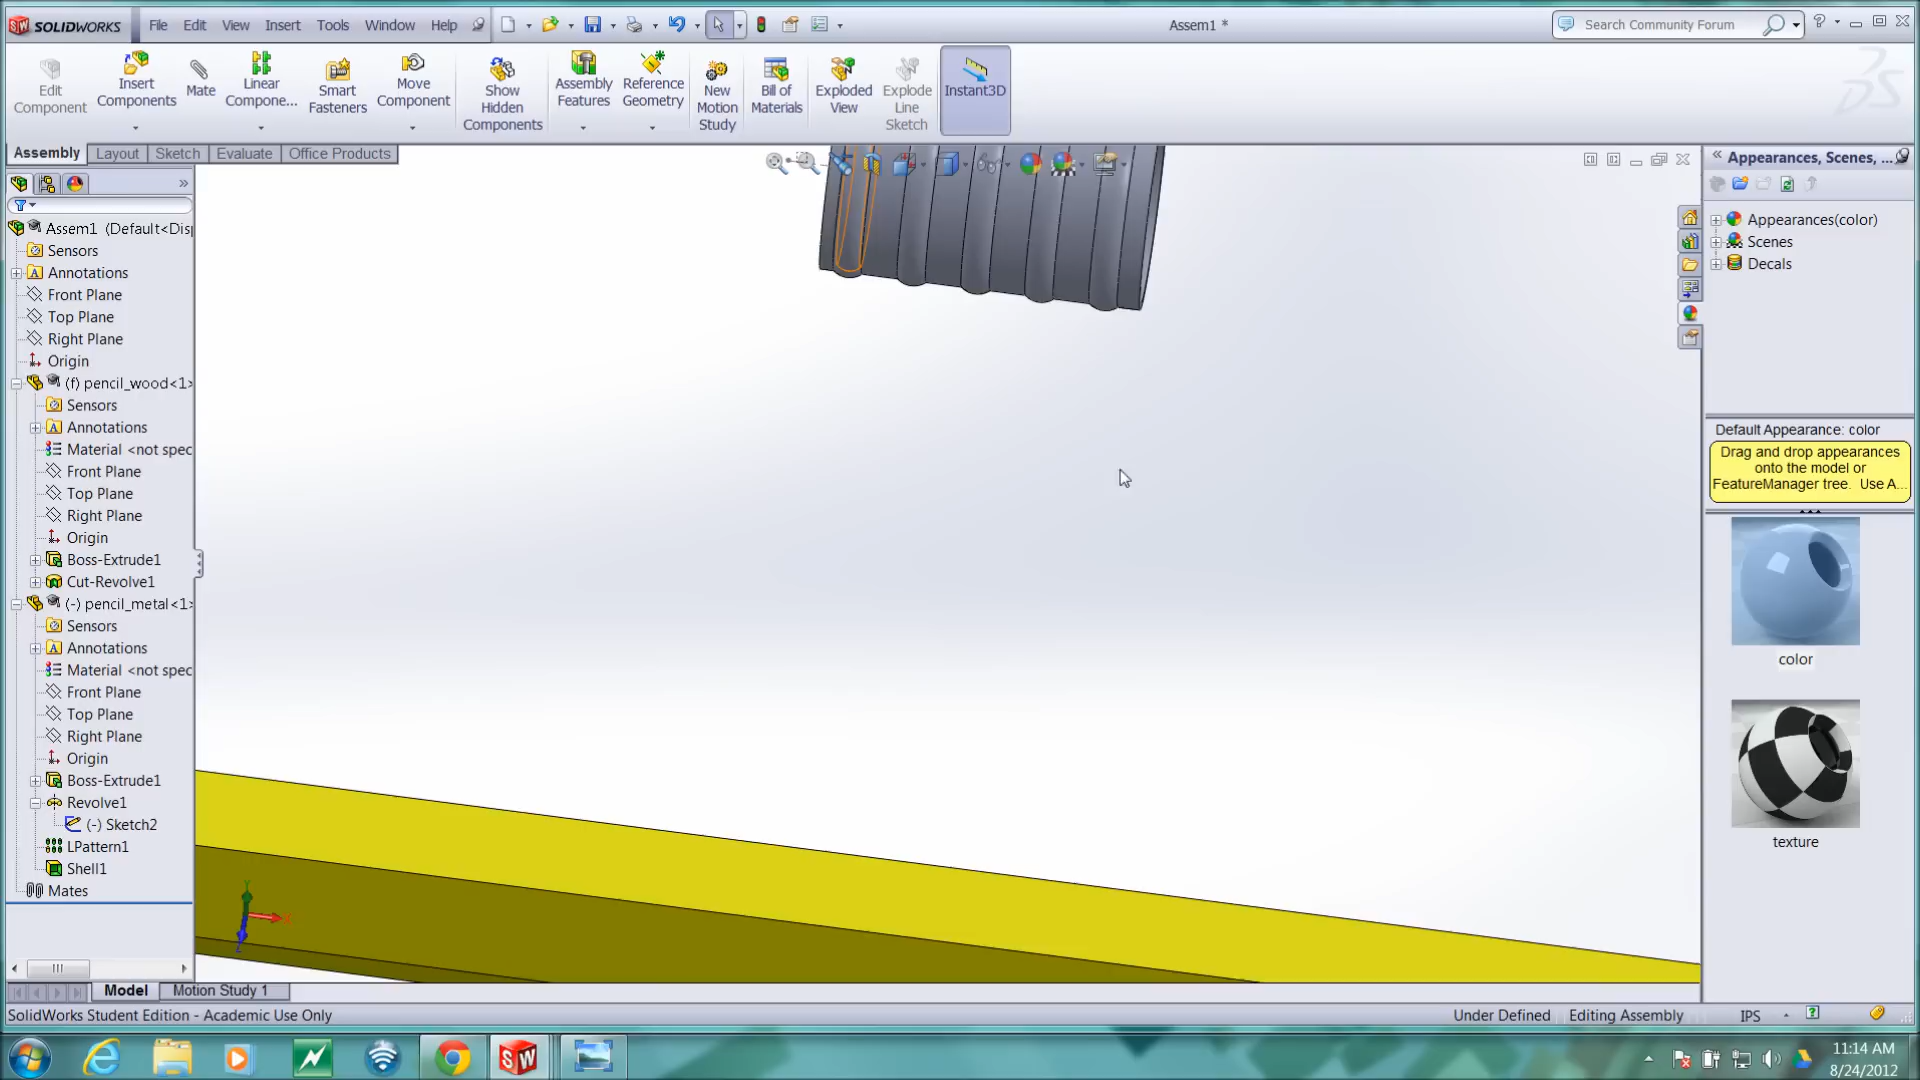 SOLIDWORKS File Edit View Insert Tools Window Help Assem1 * Search Community Forum
Edit Component
Insert Components
Mate
Linear Compone...
Smart Fasteners
Move Component
Show Hidden Components
Assembly Features
Reference Geometry
New Motion Study
Bill of Materials
Exploded View
Explode Line Sketch
Instant3D
Assembly Layout Sketch Evaluate Office Products
Assem1 (Default<Disp
Sensors
Annotations
Front Plane
Top Plane
Right Plane
Origin
(f) pencil_wood<1>
Sensors
Annotations
Material <not spec
Front Plane
Top Plane
Right Plane
Origin
Boss-Extrude1
Cut-Revolve1
(-) pencil_metal<1>
Sensors
Annotations
Material <not spec
Front Plane
Top Plane
Right Plane
Origin
Boss-Extrude1
Revolve1
(-) Sketch2
LPattern1
Shell1
Mates
Model Motion Study 1
Appearances, Scenes, ...
Appearances(color)
Scenes
Decals
Default Appearance: color
Drag and drop appearances
onto the model or
FeatureManager tree. Use A...
color
texture
SolidWorks Student Edition - Academic Use Only Under Defined Editing Assembly IPS
11:14 AM
8/24/2012